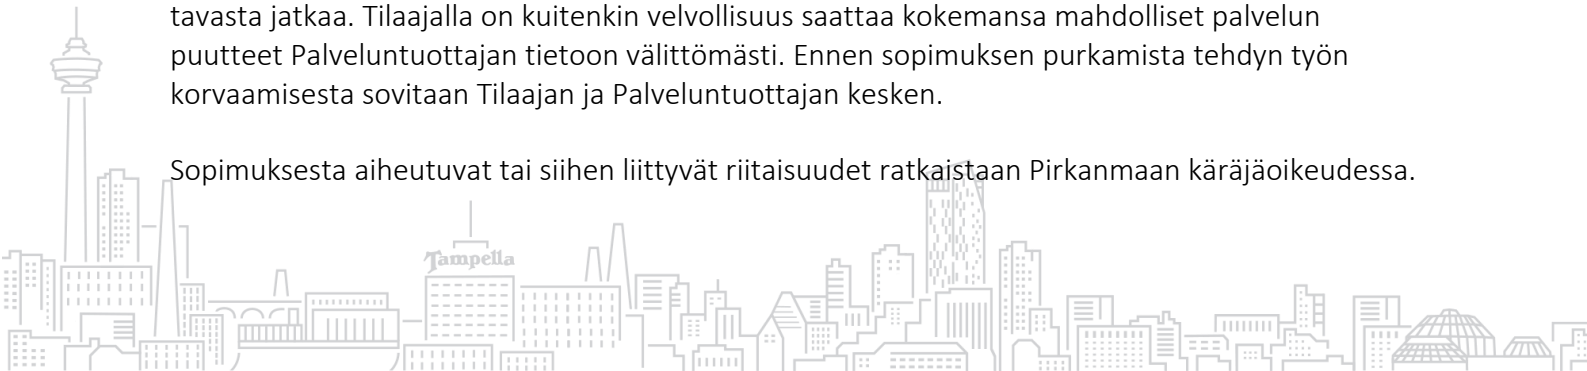 tavasta jatkaa. Tilaajalla on kuitenkin velvollisuus saattaa kokemansa mahdolliset palvelun
puutteet Palveluntuottajan tietoon välittömästi. Ennen sopimuksen purkamista tehdyn työn
korvaamisesta sovitaan Tilaajan ja Palveluntuottajan kesken.
Sopimuksesta aiheutuvat tai siihen liittyvät riitaisuudet ratkaistaan Pirkanmaan käräjäoikeudessa.
Tampella